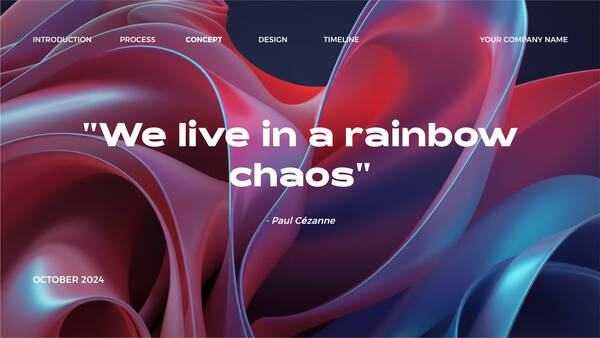 INTRODUCTION PROCESS CONCEPT DESIGN TIMELINE YOUR COMPANY NAME
"We live in a rainbow
chaos"
- Paul Cézanne
OCTOBER 2024